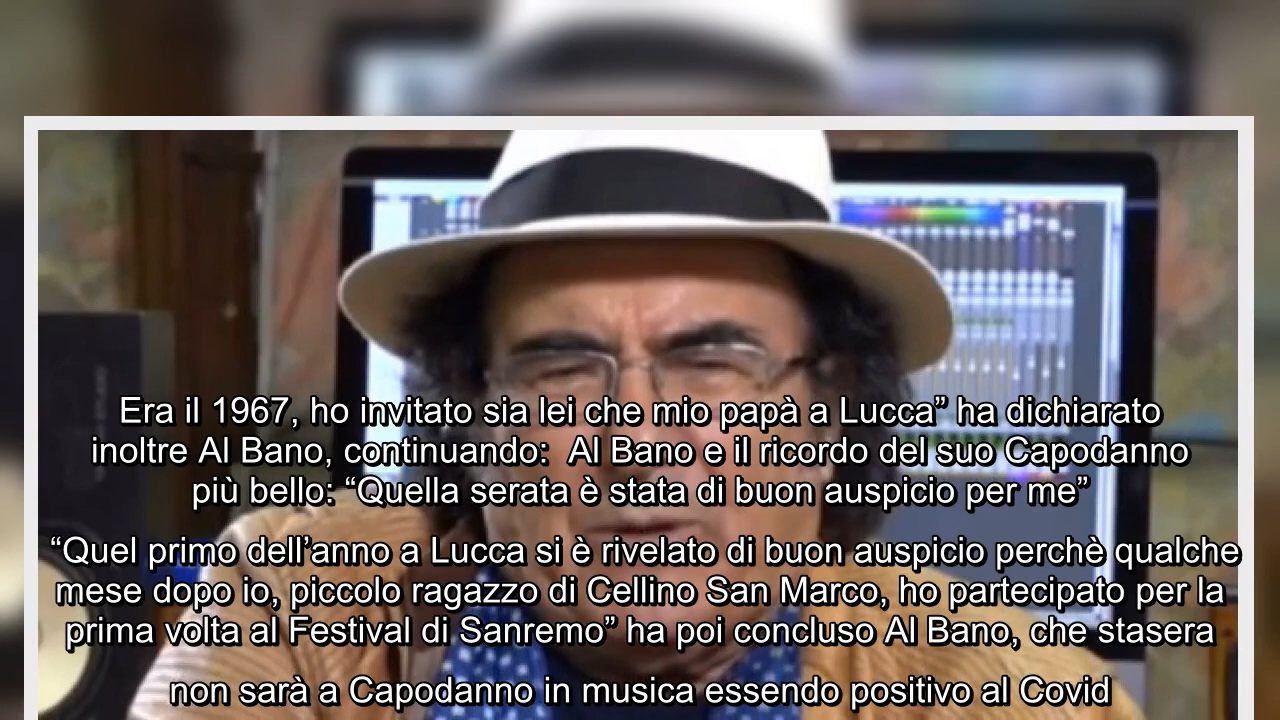 Era il 1967, ho invitato sia lei che mio papà a Lucca” ha dichiarato
inoltre Al Bano, continuando:  Al Bano e il ricordo del suo Capodanno
più bello: “Quella serata è stata di buon auspicio per me”
“Quel primo dell’anno a Lucca si è rivelato di buon auspicio perchè qualche
mese dopo io, piccolo ragazzo di Cellino San Marco, ho partecipato per la
prima volta al Festival di Sanremo” ha poi concluso Al Bano, che stasera
non sarà a Capodanno in musica essendo positivo al Covid